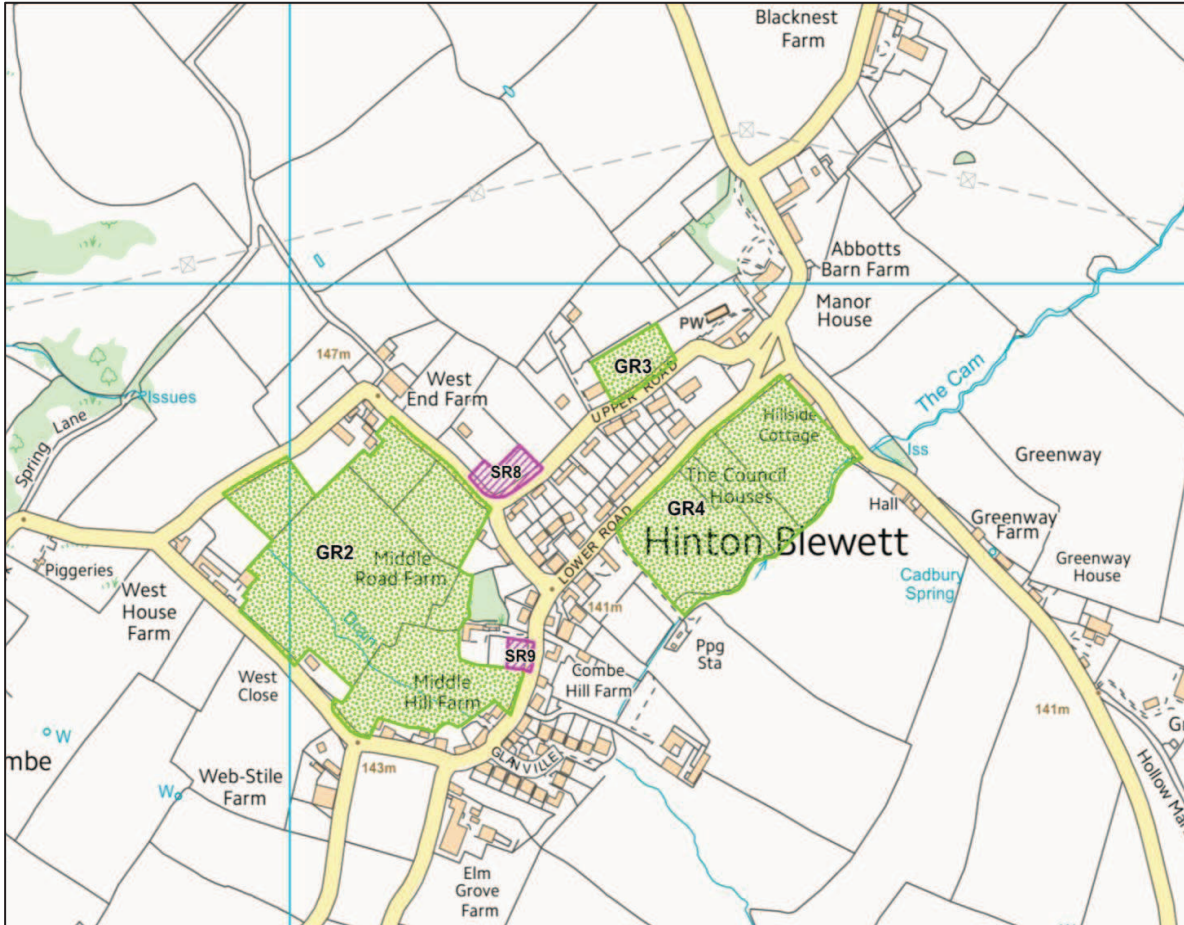 Blacknest
Farm
Abbotts
Barn Farm
Manor
House
PW
147m
West
End Farm
GR3
UPPER ROAD
The Cam
Issues
Spring Lane
Hillside
Cottage
Iss
Greenway
SR8
The Council
Houses
GR4
Hall
Greenway
Farm
GR2
Middle
Road Farm
LOWER ROAD
Hinton Blewett
Greenway
House
Piggeries
Cadbury
Spring
West
House
Farm
Drain
141m
SR9
Ppg
Sta
West
Close
Middle
Hill Farm
Combe
Hill Farm
141m
W
mbe
GLANVILLE
143m
Web-Stile
Farm
W
Hollow Mar
Elm
Grove
Farm